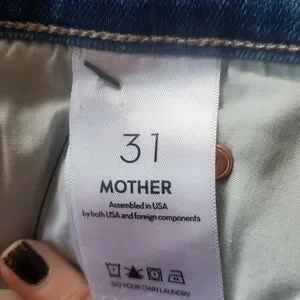 31
MOTHER
Assembled in USA
by both USA and foreign components
DO YOUR OWN LAUNDRY